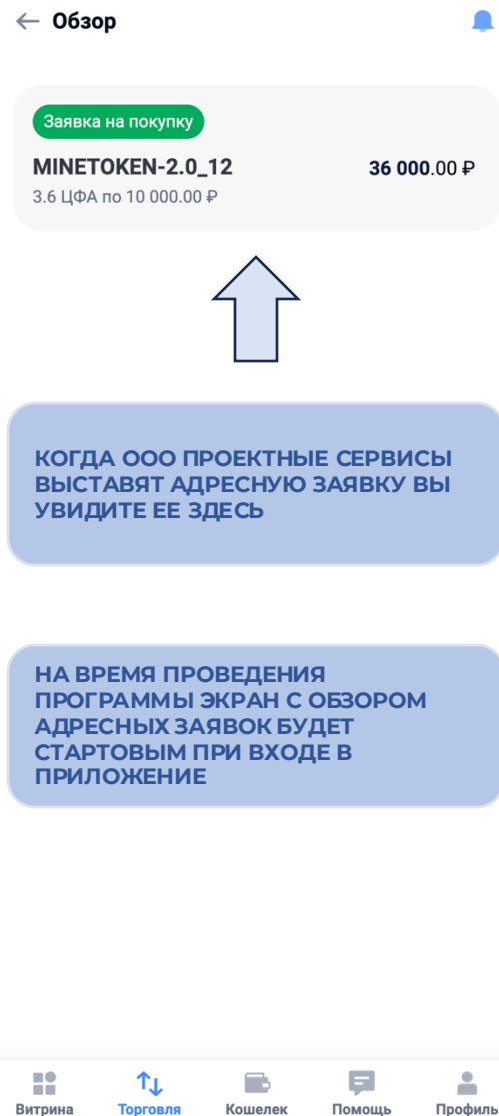 Обзор
Заявка на покупку
MINETOKEN-2.0_12
36 000.00 ₽
3.6 ЦФА по 10 000.00 ₽
КОГДА ООО ПРОЕКТНЫЕ СЕРВИСЫ
ВЫСТАВЯТ АДРЕСНУЮ ЗАЯВКУ ВЫ
УВИДИТЕ ЕЕ ЗДЕСЬ
НА ВРЕМЯ ПРОВЕДЕНИЯ
ПРОГРАММЫ ЭКРАН С ОБЗОРОМ
АДРЕСНЫХ ЗАЯВОК БУДЕТ
СТАРТОВЫМ ПРИ ВХОДЕ В
ПРИЛОЖЕНИЕ
Витрина Торговля Кошелек Помощь Профиль